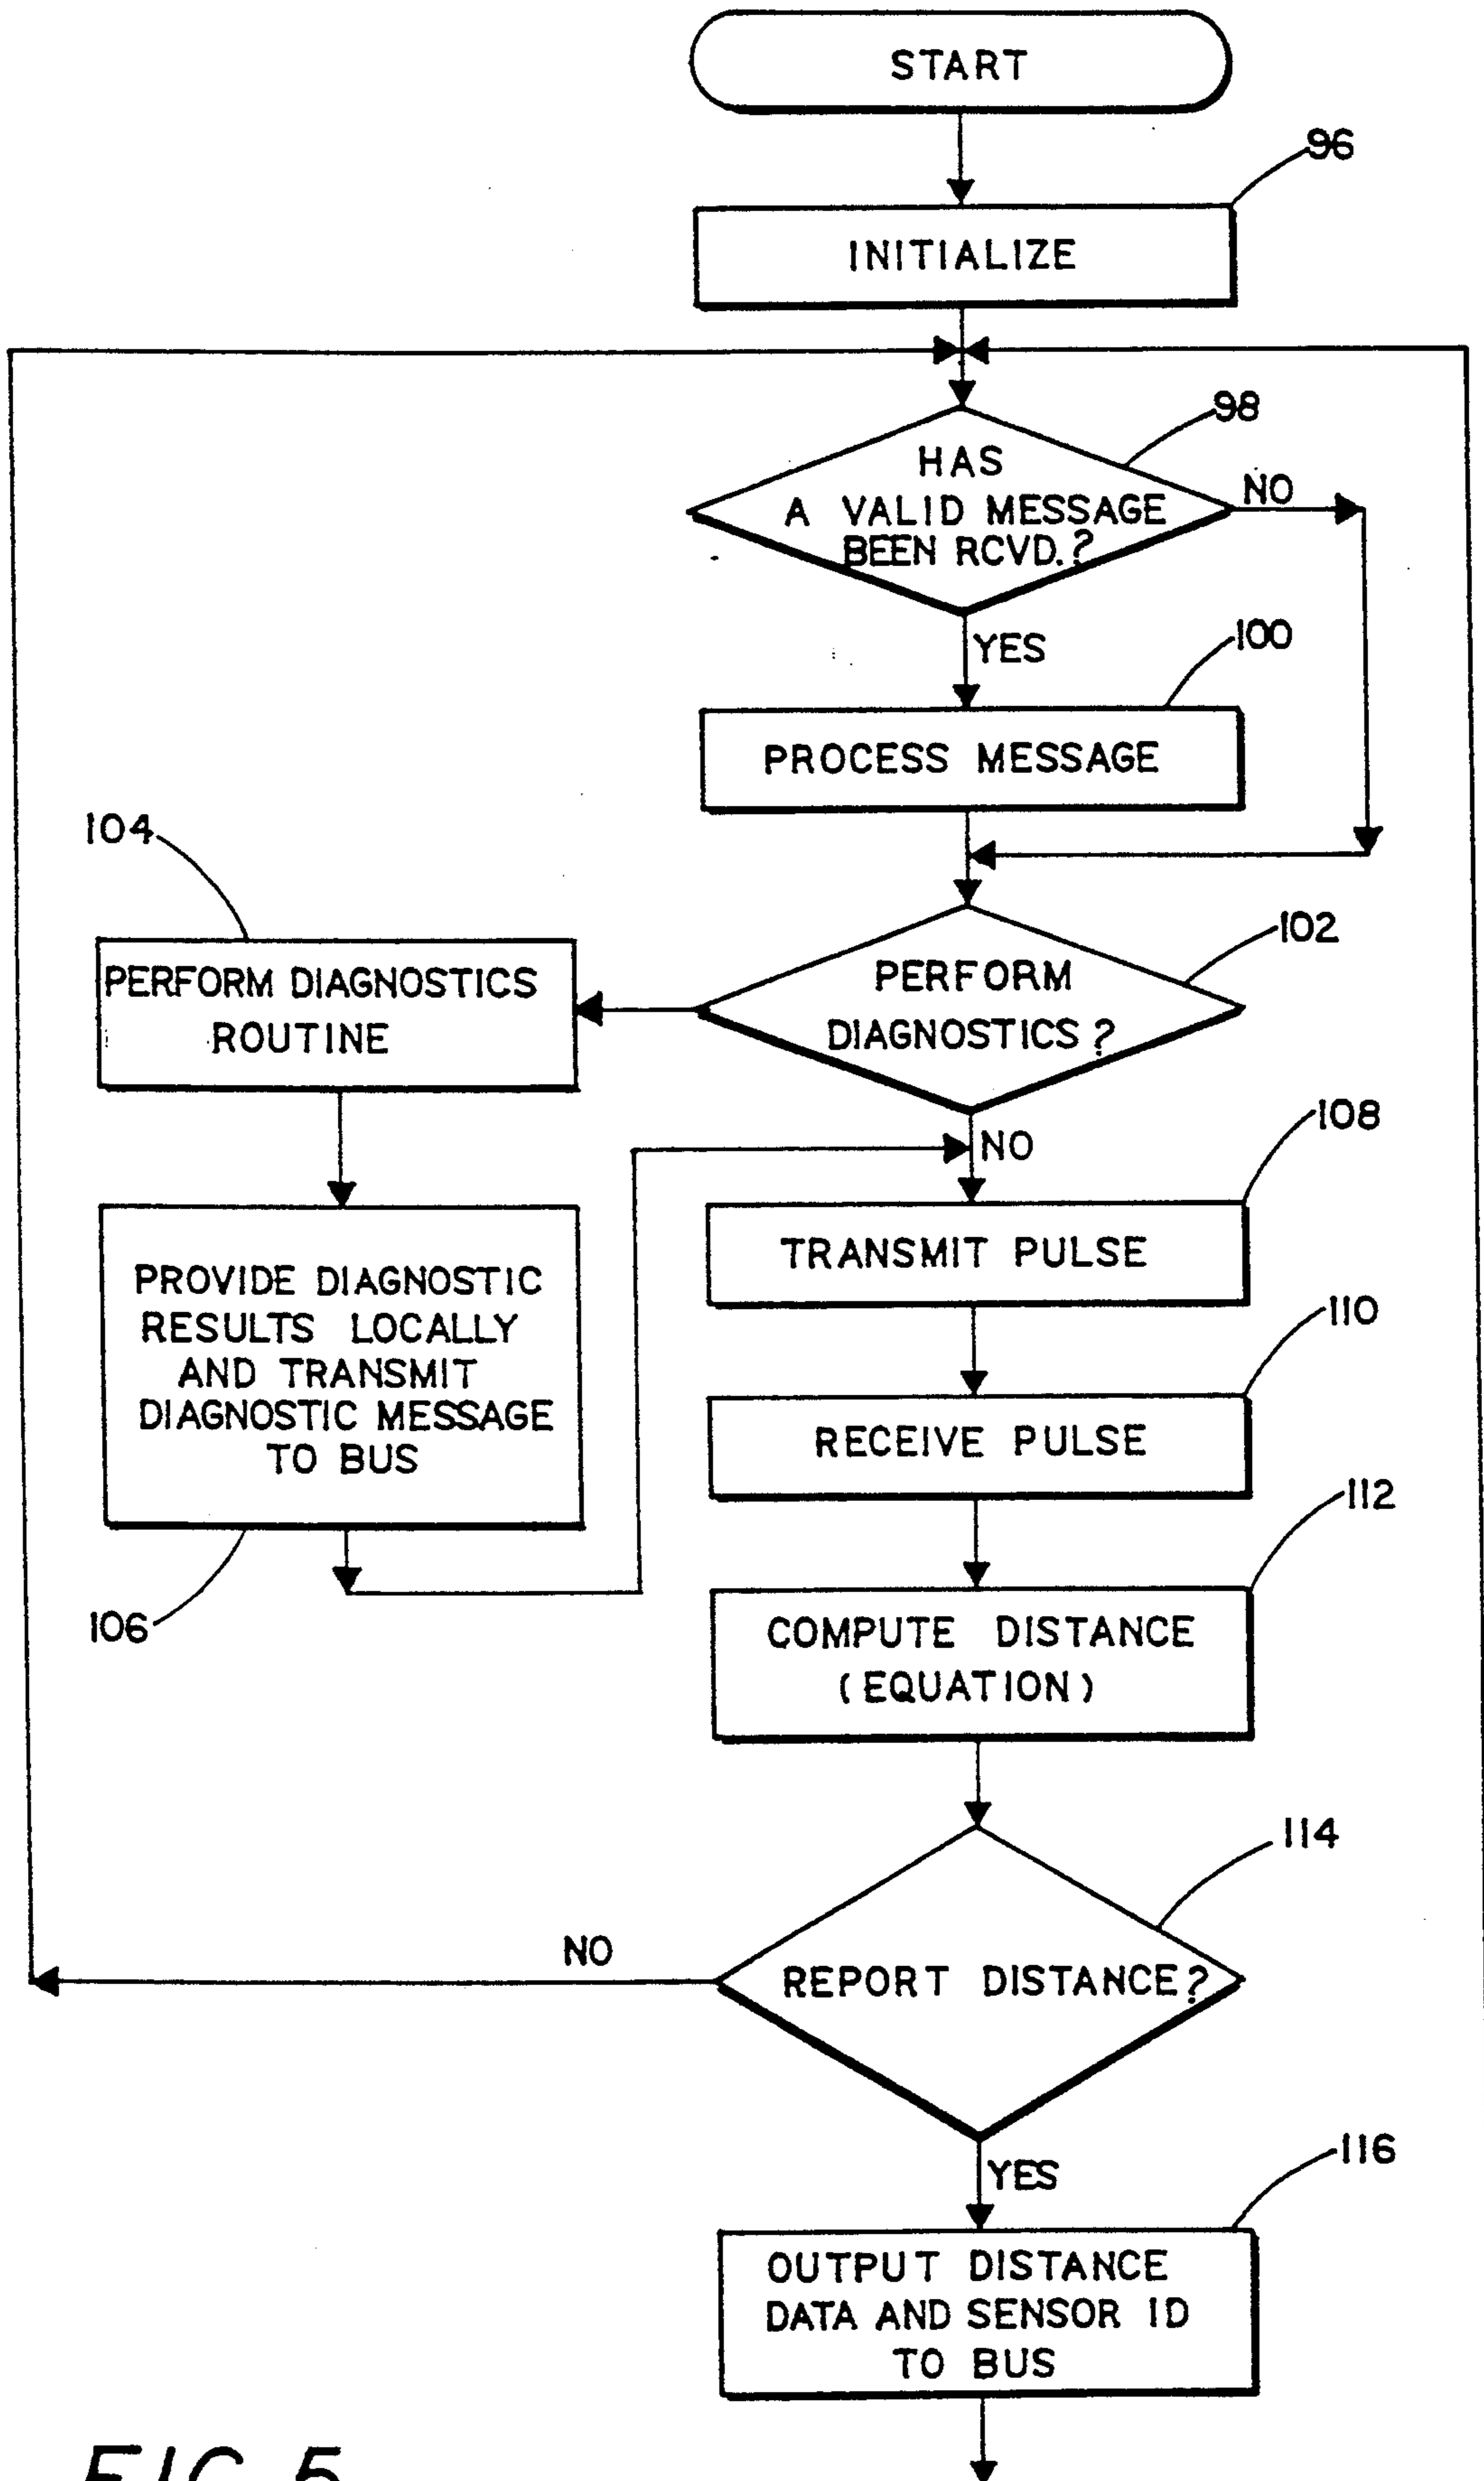 START
96
INITIALIZE
98
HAS
A VALID MESSAGE
BEEN RCVD.?
NO
YES
100
PROCESS MESSAGE
104
102
PERFORM DIAGNOSTICS
ROUTINE
PERFORM
DIAGNOSTICS?
NO
108
TRANSMIT PULSE
PROVIDE DIAGNOSTIC
RESULTS LOCALLY
AND TRANSMIT
DIAGNOSTIC MESSAGE
TO BUS
106
110
RECEIVE PULSE
112
COMPUTE DISTANCE
(EQUATION)
114
NO
REPORT DISTANCE?
YES
116
OUTPUT DISTANCE
DATA AND SENSOR ID
TO BUS
FIG. 5